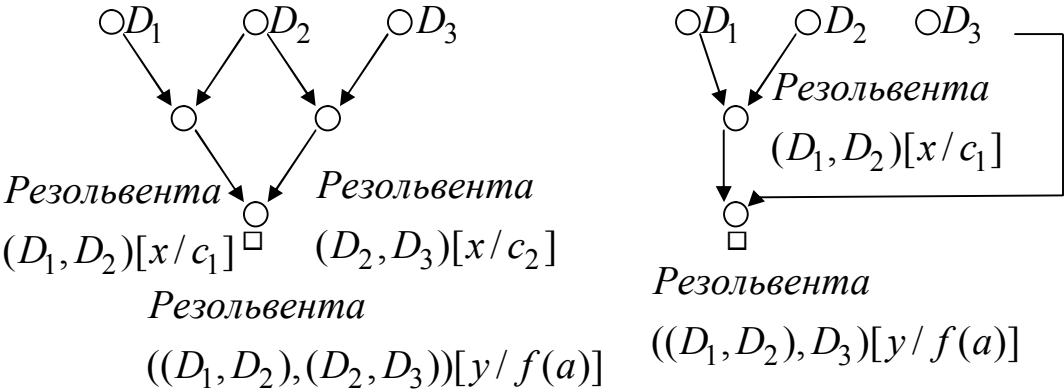 D₁ D₂ D₃
Резольвента
(D₁, D₂)[x / c₁]
Резольвента
(D₂, D₃)[x / c₂]
Резольвента
((D₁, D₂), (D₂, D₃))[y / f(a)]
D₁ D₂ D₃
Резольвента
(D₁, D₂)[x / c₁]
Резольвента
((D₁, D₂), D₃)[y / f(a)]